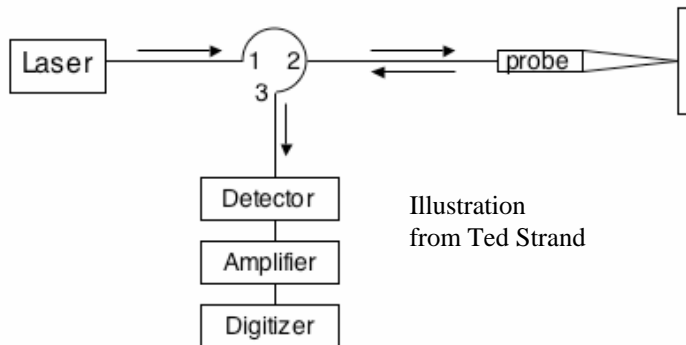 Laser
1
2
3
probe
Detector
Amplifier
Digitizer
Illustration
from Ted Strand